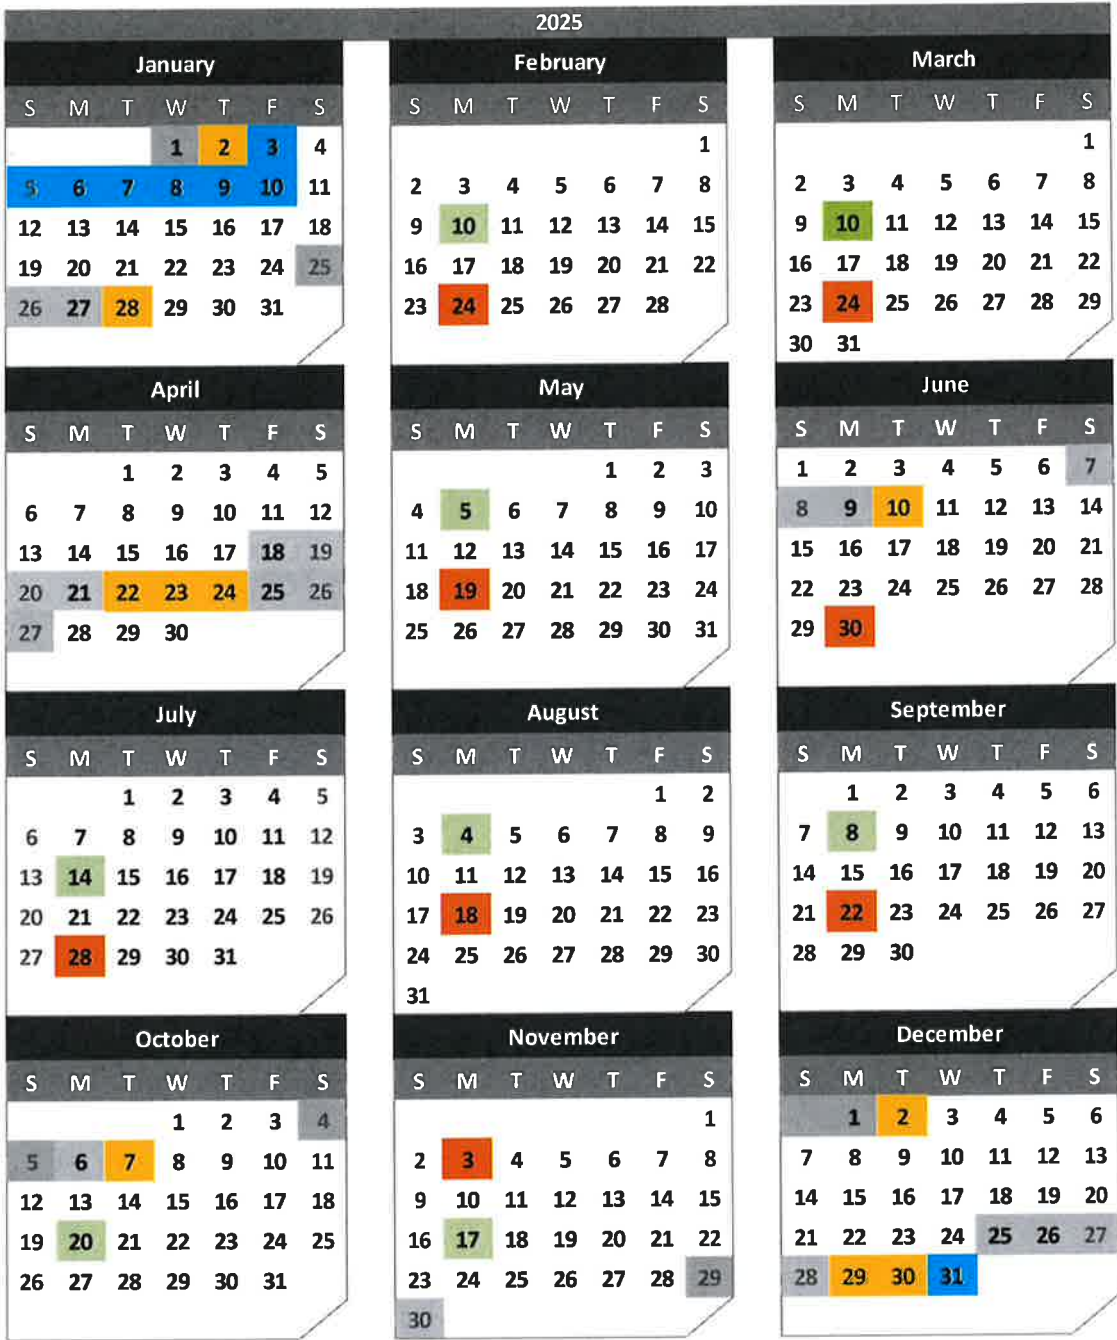 2025
January
S M T W T F S
1 2 3 4
5 6 7 8 9 10 11
12 13 14 15 16 17 18
19 20 21 22 23 24 25
26 27 28 29 30 31
February
S M T W T F S
1
2 3 4 5 6 7 8
9 10 11 12 13 14 15
16 17 18 19 20 21 22
23 24 25 26 27 28
March
S M T W T F S
1
2 3 4 5 6 7 8
9 10 11 12 13 14 15
16 17 18 19 20 21 22
23 24 25 26 27 28 29
30 31
April
S M T W T F S
1 2 3 4 5
6 7 8 9 10 11 12
13 14 15 16 17 18 19
20 21 22 23 24 25 26
27 28 29 30
May
S M T W T F S
1 2 3
4 5 6 7 8 9 10
11 12 13 14 15 16 17
18 19 20 21 22 23 24
25 26 27 28 29 30 31
June
S M T W T F S
1 2 3 4 5 6 7
8 9 10 11 12 13 14
15 16 17 18 19 20 21
22 23 24 25 26 27 28
29 30
July
S M T W T F S
1 2 3 4 5
6 7 8 9 10 11 12
13 14 15 16 17 18 19
20 21 22 23 24 25 26
27 28 29 30 31
August
S M T W T F S
1 2
3 4 5 6 7 8 9
10 11 12 13 14 15 16
17 18 19 20 21 22 23
24 25 26 27 28 29 30
31
September
S M T W T F S
1 2 3 4 5 6
7 8 9 10 11 12 13
14 15 16 17 18 19 20
21 22 23 24 25 26 27
28 29 30
October
S M T W T F S
1 2 3 4
5 6 7 8 9 10 11
12 13 14 15 16 17 18
19 20 21 22 23 24 25
26 27 28 29 30 31
November
S M T W T F S
1
2 3 4 5 6 7 8
9 10 11 12 13 14 15
16 17 18 19 20 21 22
23 24 25 26 27 28 29
30
December
S M T W T F S
1 2 3 4 5 6
7 8 9 10 11 12 13
14 15 16 17 18 19 20
21 22 23 24 25 26 27
28 29 30 31